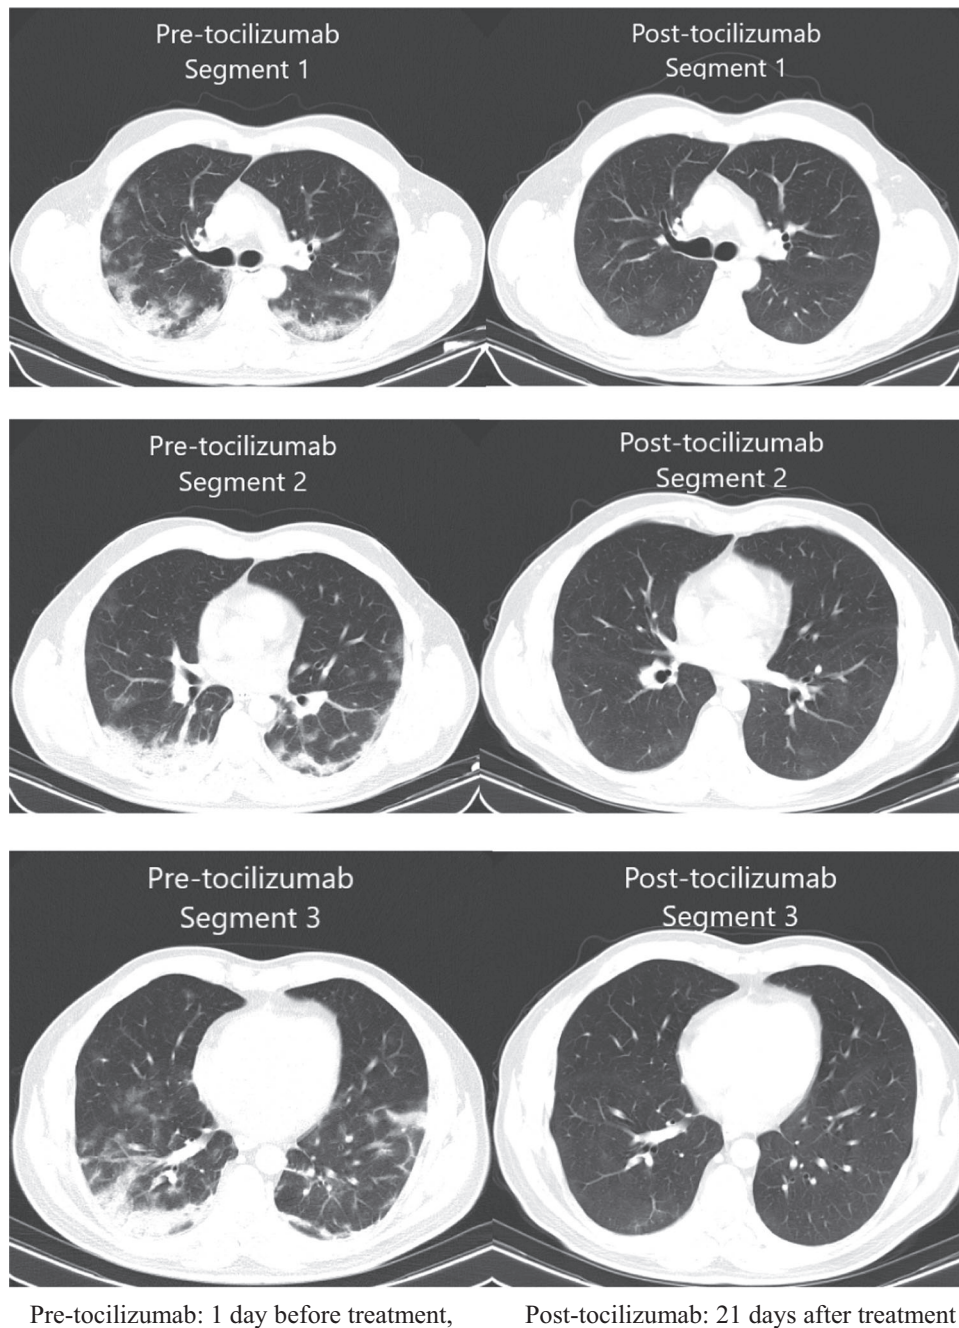 Pre-tocilizumab
Segment 1
Post-tocilizumab
Segment 1
Pre-tocilizumab
Segment 2
Post-tocilizumab
Segment 2
Pre-tocilizumab
Segment 3
Post-tocilizumab
Segment 3
Pre-tocilizumab: 1 day before treatment,
Post-tocilizumab: 21 days after treatment